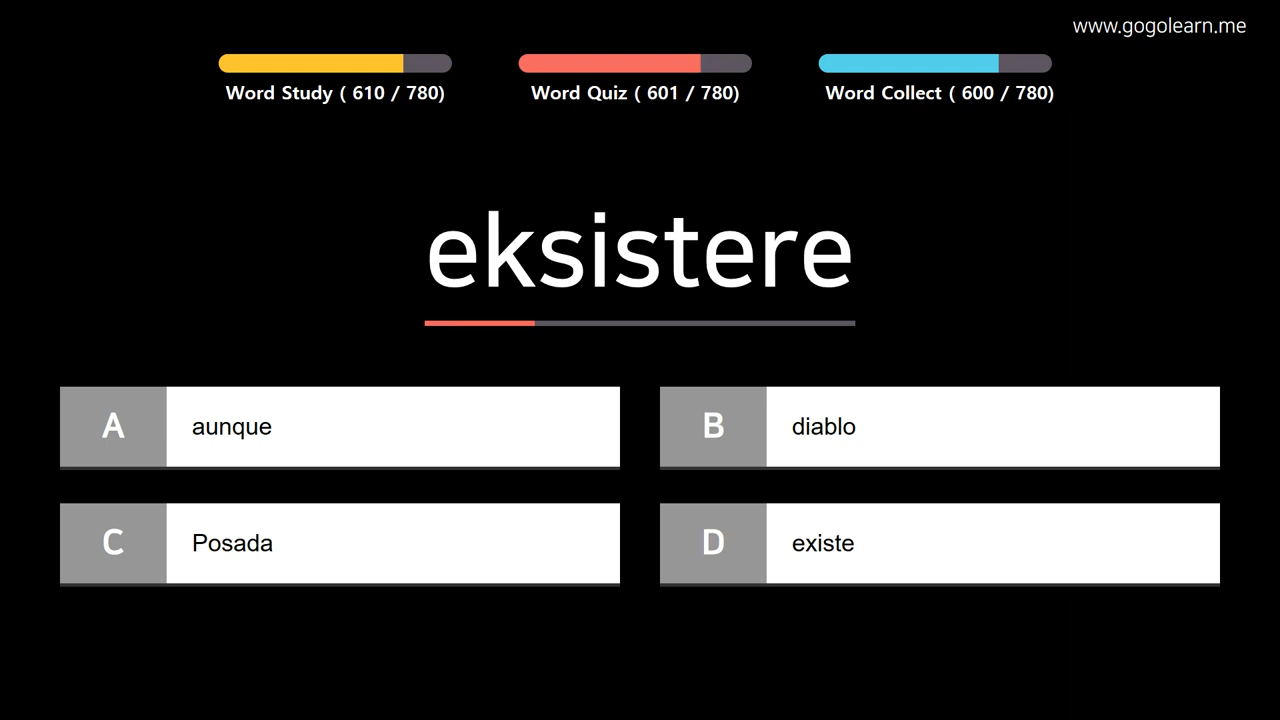 www.gogolearn.me
Word Study ( 610 / 780)
Word Quiz ( 601 / 780)
Word Collect ( 600 / 780)
eksistere
A
aunque
B
diablo
C
Posada
D
existe